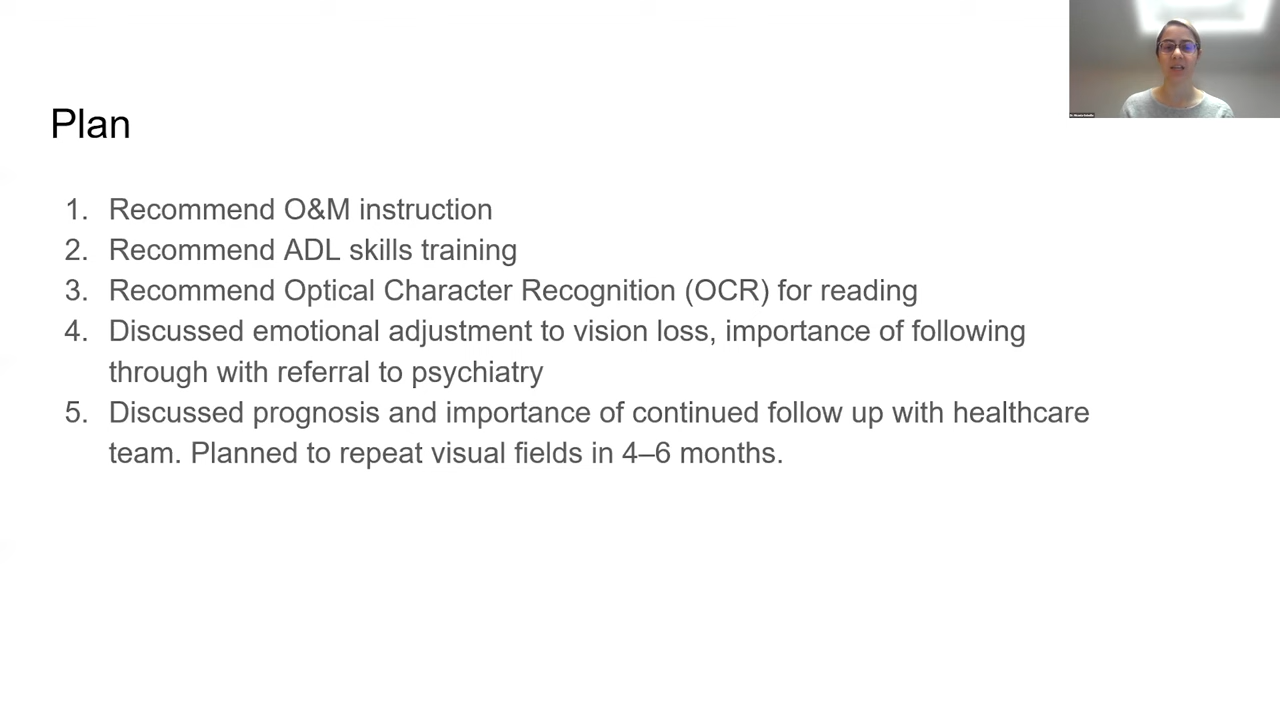 Plan
1. Recommend O&M instruction
2. Recommend ADL skills training
3. Recommend Optical Character Recognition (OCR) for reading
4. Discussed emotional adjustment to vision loss, importance of following
through with referral to psychiatry
5. Discussed prognosis and importance of continued follow up with healthcare
team. Planned to repeat visual fields in 4–6 months.